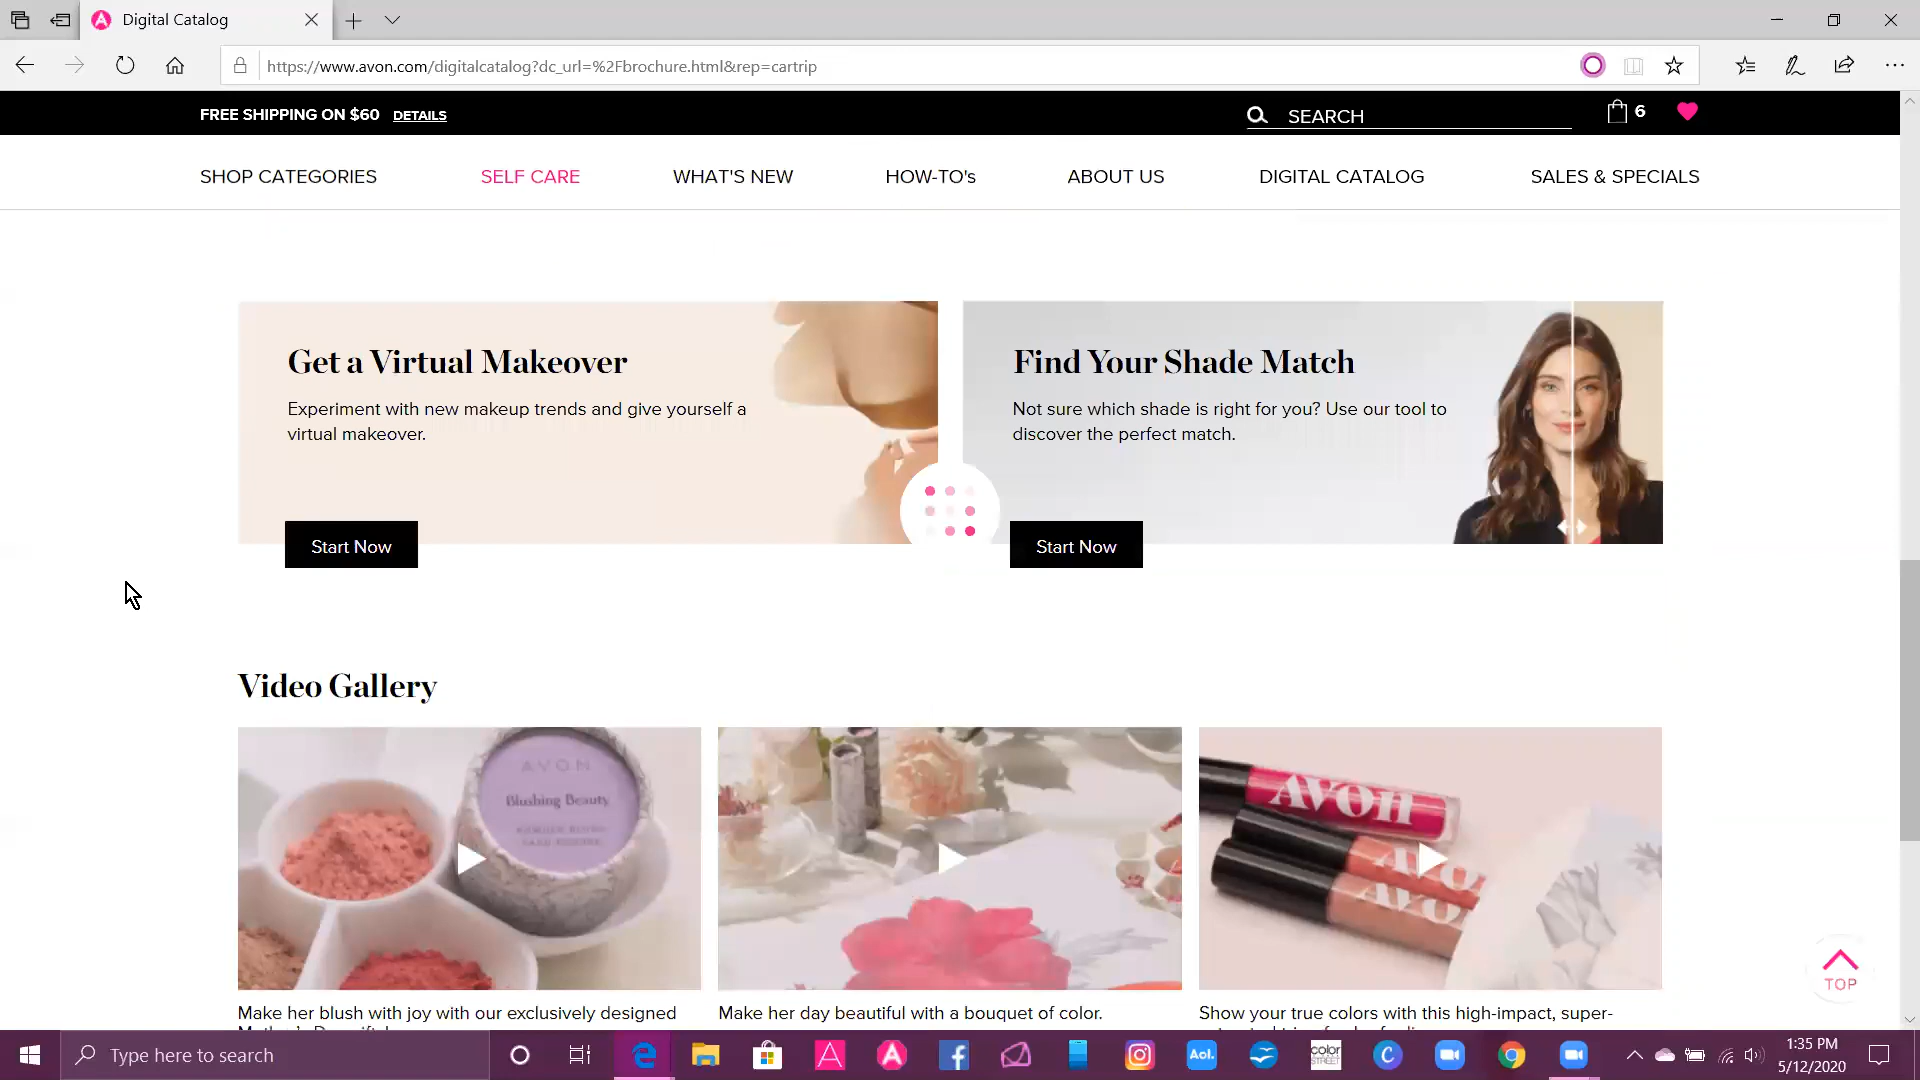 Digital Catalog
https://www.avon.com/digitalcatalog?dc_url=%2Fbrochure.html&rep=cartrip
FREE SHIPPING ON $60 DETAILS
SEARCH
6
SHOP CATEGORIES
SELF CARE
WHAT'S NEW
HOW-TO's
ABOUT US
DIGITAL CATALOG
SALES & SPECIALS
Get a Virtual Makeover
Experiment with new makeup trends and give yourself a
virtual makeover.
Start Now
Find Your Shade Match
Not sure which shade is right for you? Use our tool to
discover the perfect match.
Start Now
Video Gallery
AVON
Blushing Beauty
AVON
AVO
AVO
Make her blush with joy with our exclusively designed
Make her day beautiful with a bouquet of color.
Show your true colors with this high-impact, super-
TOP
Type here to search
Aol.
color
STREET
1:35 PM
5/12/2020